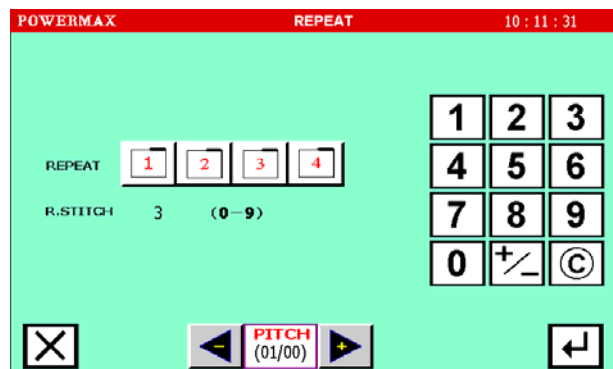 POWERMAX REPEAT 10 : 11 : 31
1 2 3
REPEAT 1 2 3 4
4 5 6
R.STITCH 3 (0-9)
7 8 9
0 +/- C
- PITCH +
(01/00)